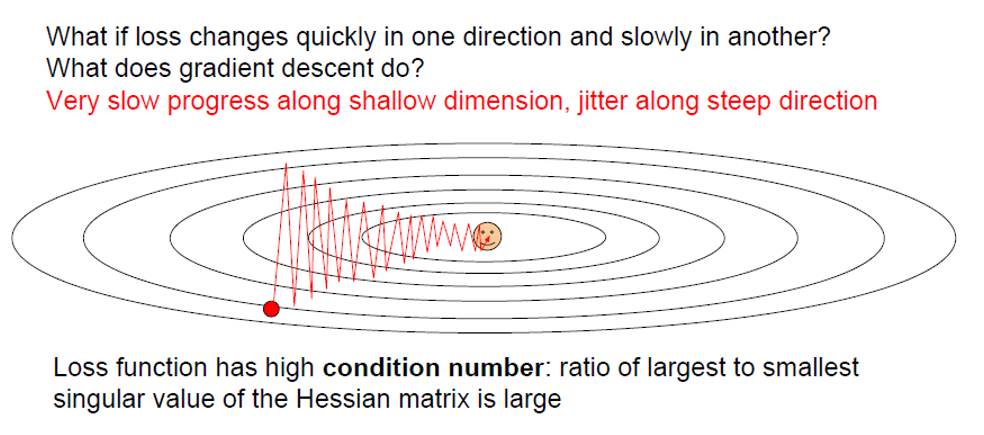 What if loss changes quickly in one direction and slowly in another?
What does gradient descent do?
Very slow progress along shallow dimension, jitter along steep direction
Loss function has high condition number: ratio of largest to smallest
singular value of the Hessian matrix is large